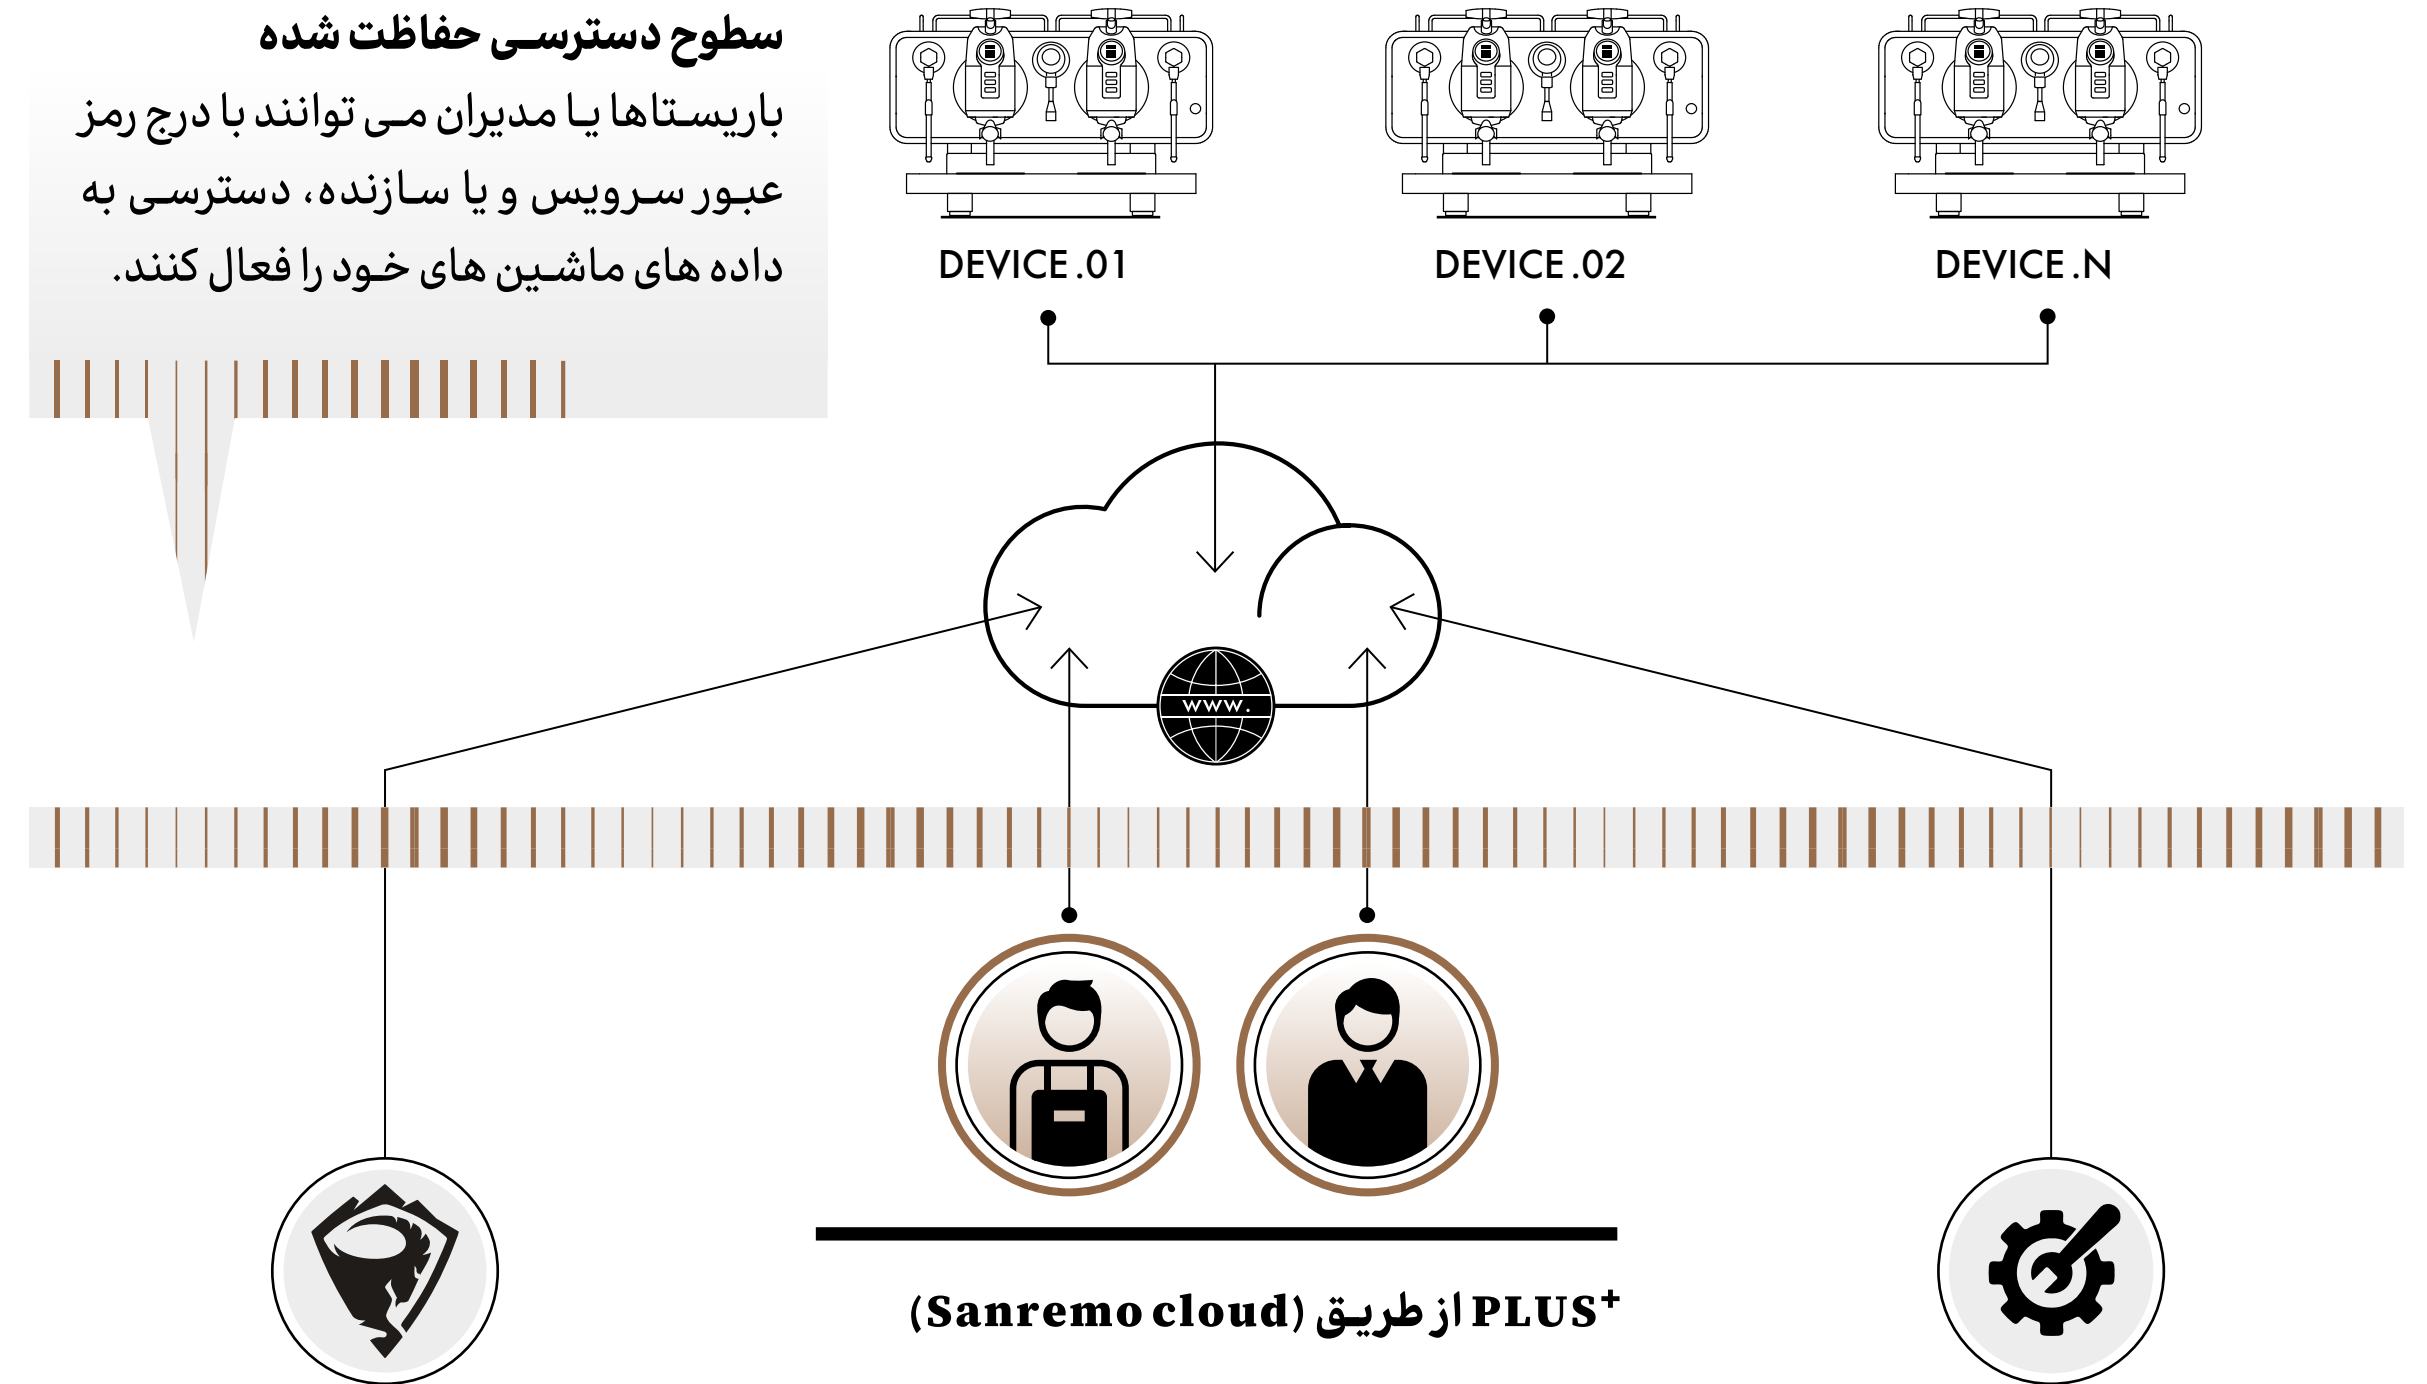 سطوح دسترسی حفاظت شده
باریستاها یا مدیران می توانند با درج رمز
عبور سرویس و یا سازنده، دسترسی به
داده های ماشین های خود را فعال کنند.
DEVICE.01
DEVICE.02
DEVICE.N
www.
PLUS+ از طریق (Sanremo cloud)